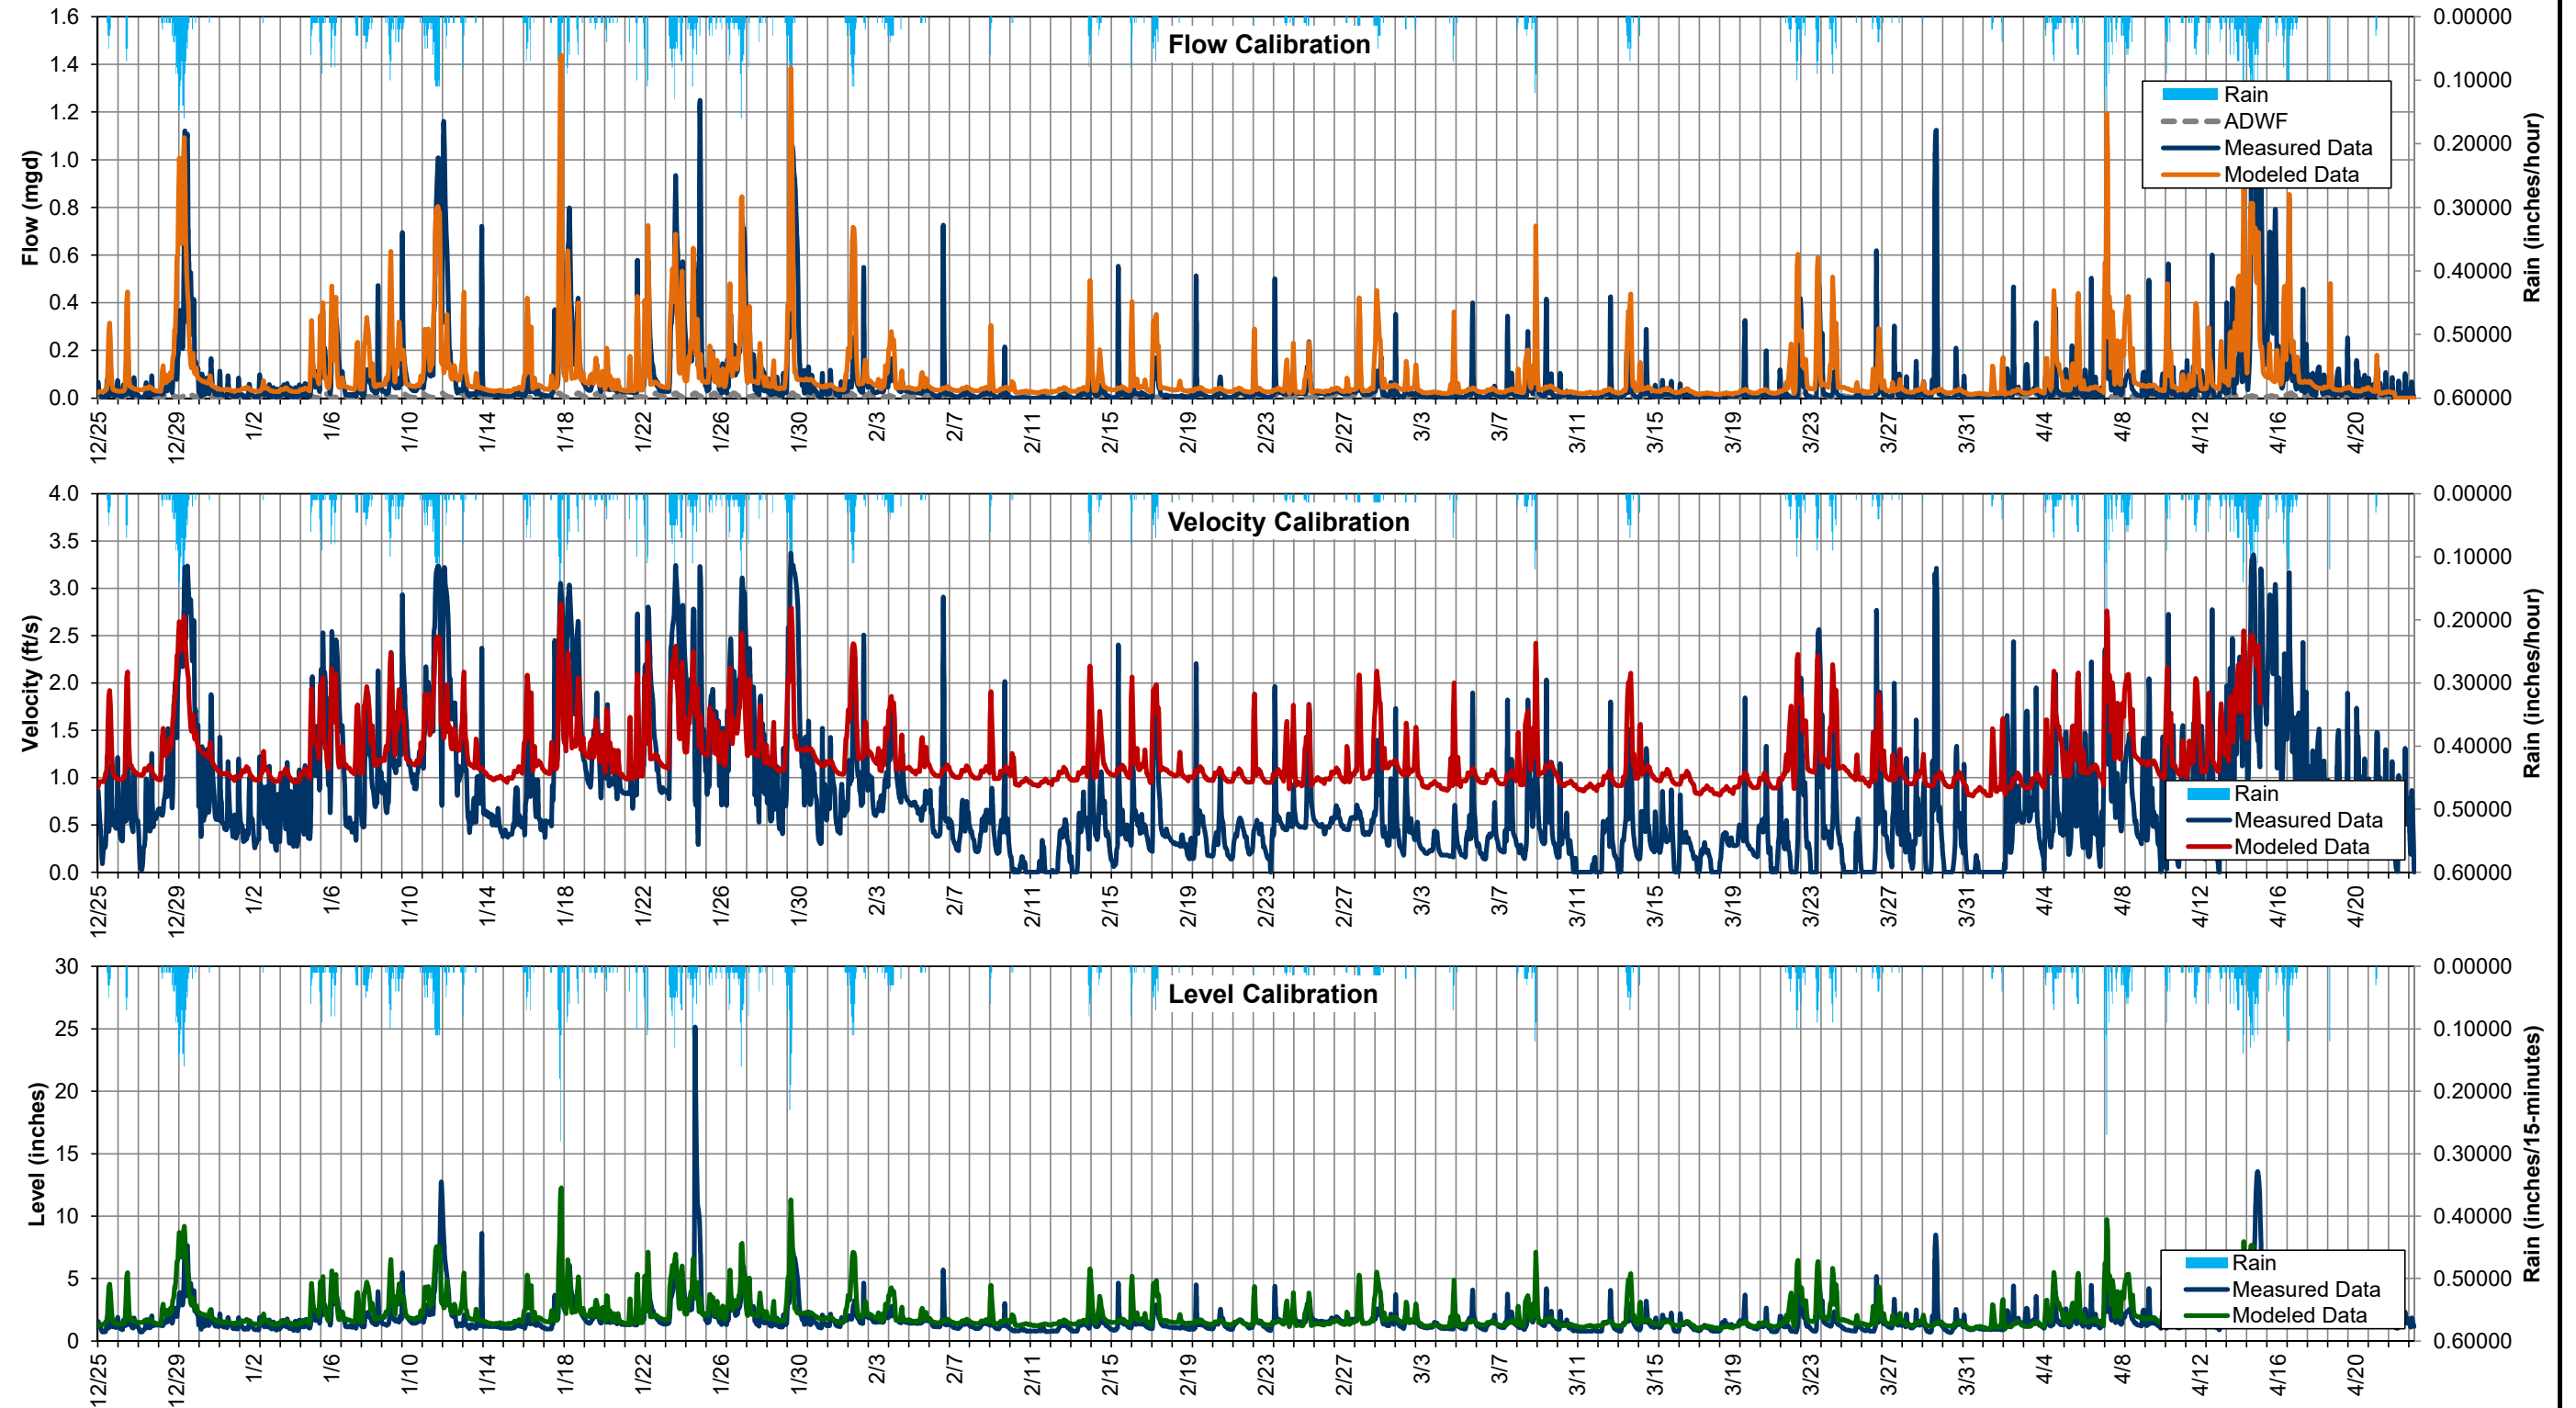 Flow Calibration
Flow (mgd)
1.6
1.4
1.2
1.0
0.8
0.6
0.4
0.2
0.0
0.00000
0.10000
0.20000
0.30000
0.40000
0.50000
0.60000
Rain (inches/hour)
Rain
ADWF
Measured Data
Modeled Data
12/25 12/29 1/2 1/6 1/10 1/14 1/18 1/22 1/26 1/30 2/3 2/7 2/11 2/15 2/19 2/23 2/27 3/3 3/7 3/11 3/15 3/19 3/23 3/27 3/31 4/4 4/8 4/12 4/16 4/20
Velocity Calibration
Velocity (ft/s)
4.0
3.5
3.0
2.5
2.0
1.5
1.0
0.5
0.0
0.00000
0.10000
0.20000
0.30000
0.40000
0.50000
0.60000
Rain (inches/hour)
Rain
Measured Data
Modeled Data
12/25 12/29 1/2 1/6 1/10 1/14 1/18 1/22 1/26 1/30 2/3 2/7 2/11 2/15 2/19 2/23 2/27 3/3 3/7 3/11 3/15 3/19 3/23 3/27 3/31 4/4 4/8 4/12 4/16 4/20
Level Calibration
Level (inches)
30
25
20
15
10
5
0
0.00000
0.10000
0.20000
0.30000
0.40000
0.50000
0.60000
Rain (inches/15-minutes)
Rain
Measured Data
Modeled Data
12/25 12/29 1/2 1/6 1/10 1/14 1/18 1/22 1/26 1/30 2/3 2/7 2/11 2/15 2/19 2/23 2/27 3/3 3/7 3/11 3/15 3/19 3/23 3/27 3/31 4/4 4/8 4/12 4/16 4/20